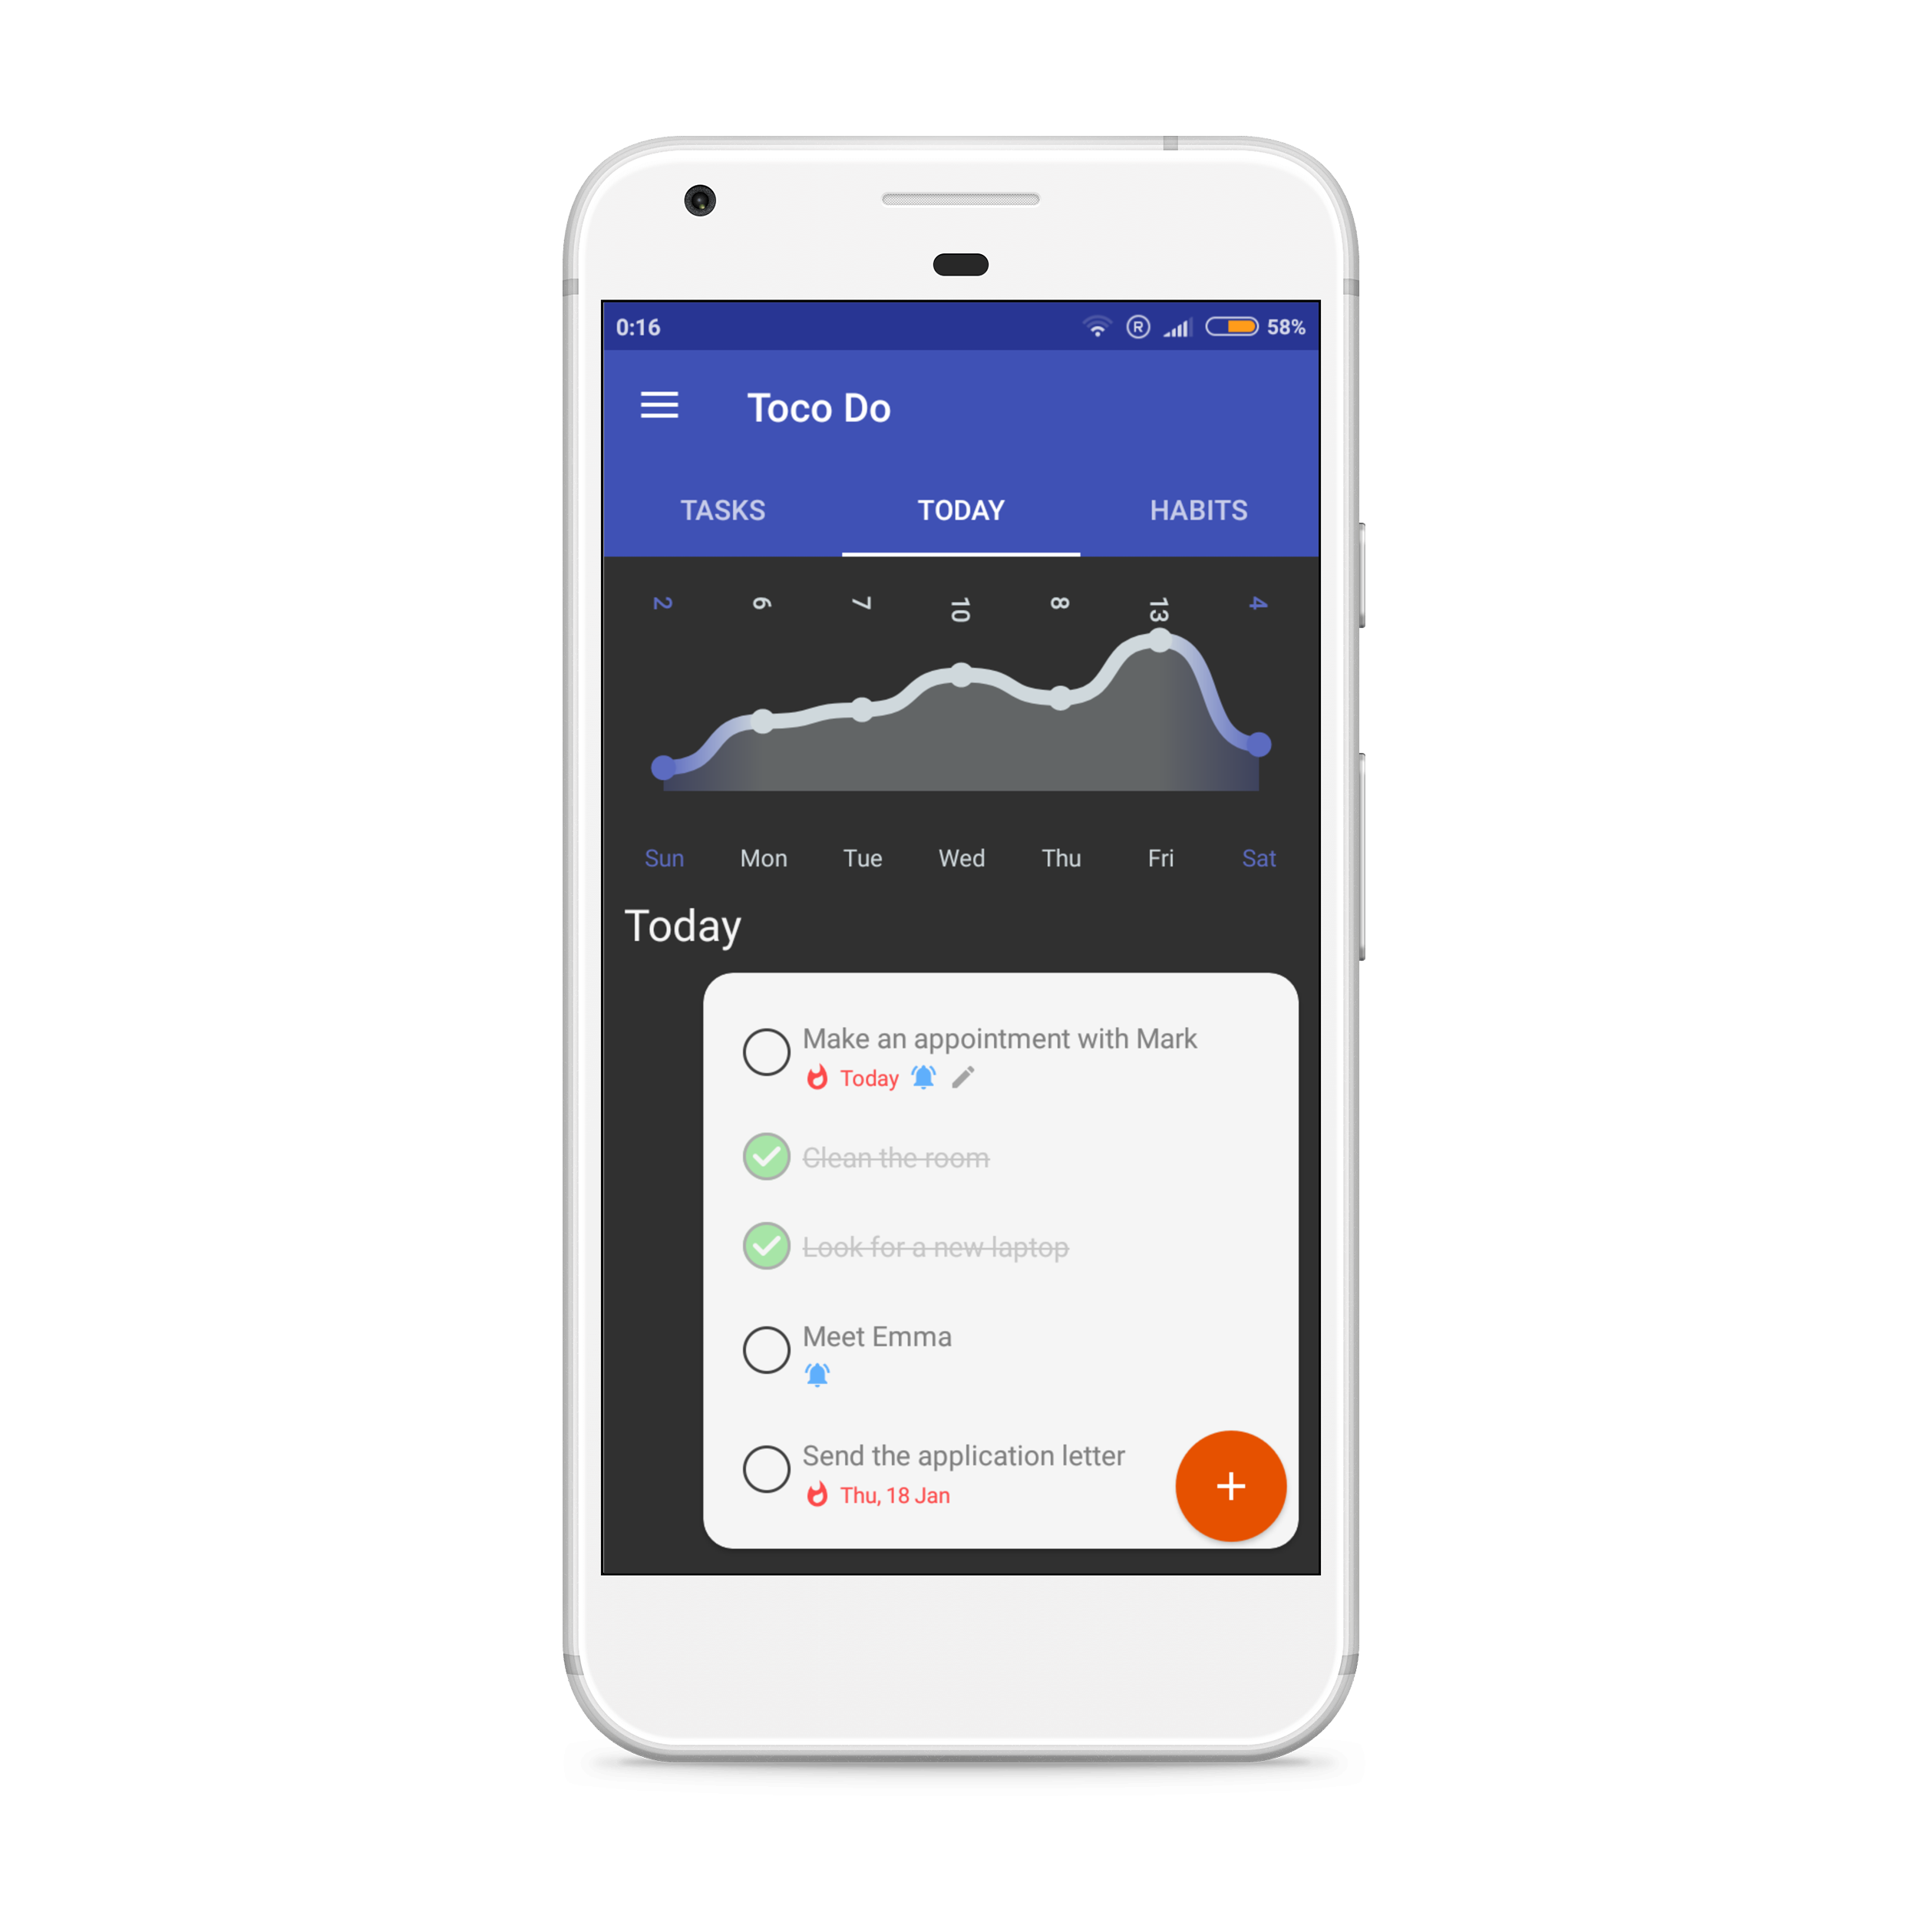 0:16 R 58%
Toco Do
TASKS TODAY HABITS
2 6 7 10 8 13 4
Sun Mon Tue Wed Thu Fri Sat
Today
Make an appointment with Mark
Today
Clean the room
Look for a new laptop
Meet Emma
Send the application letter
Thu, 18 Jan